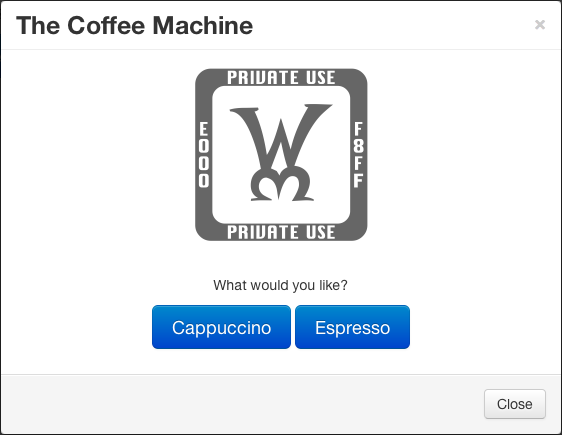 The Coffee Machine
×
PRIVATE USE
E000
F8FF
PRIVATE USE
What would you like?
Cappuccino
Espresso
Close